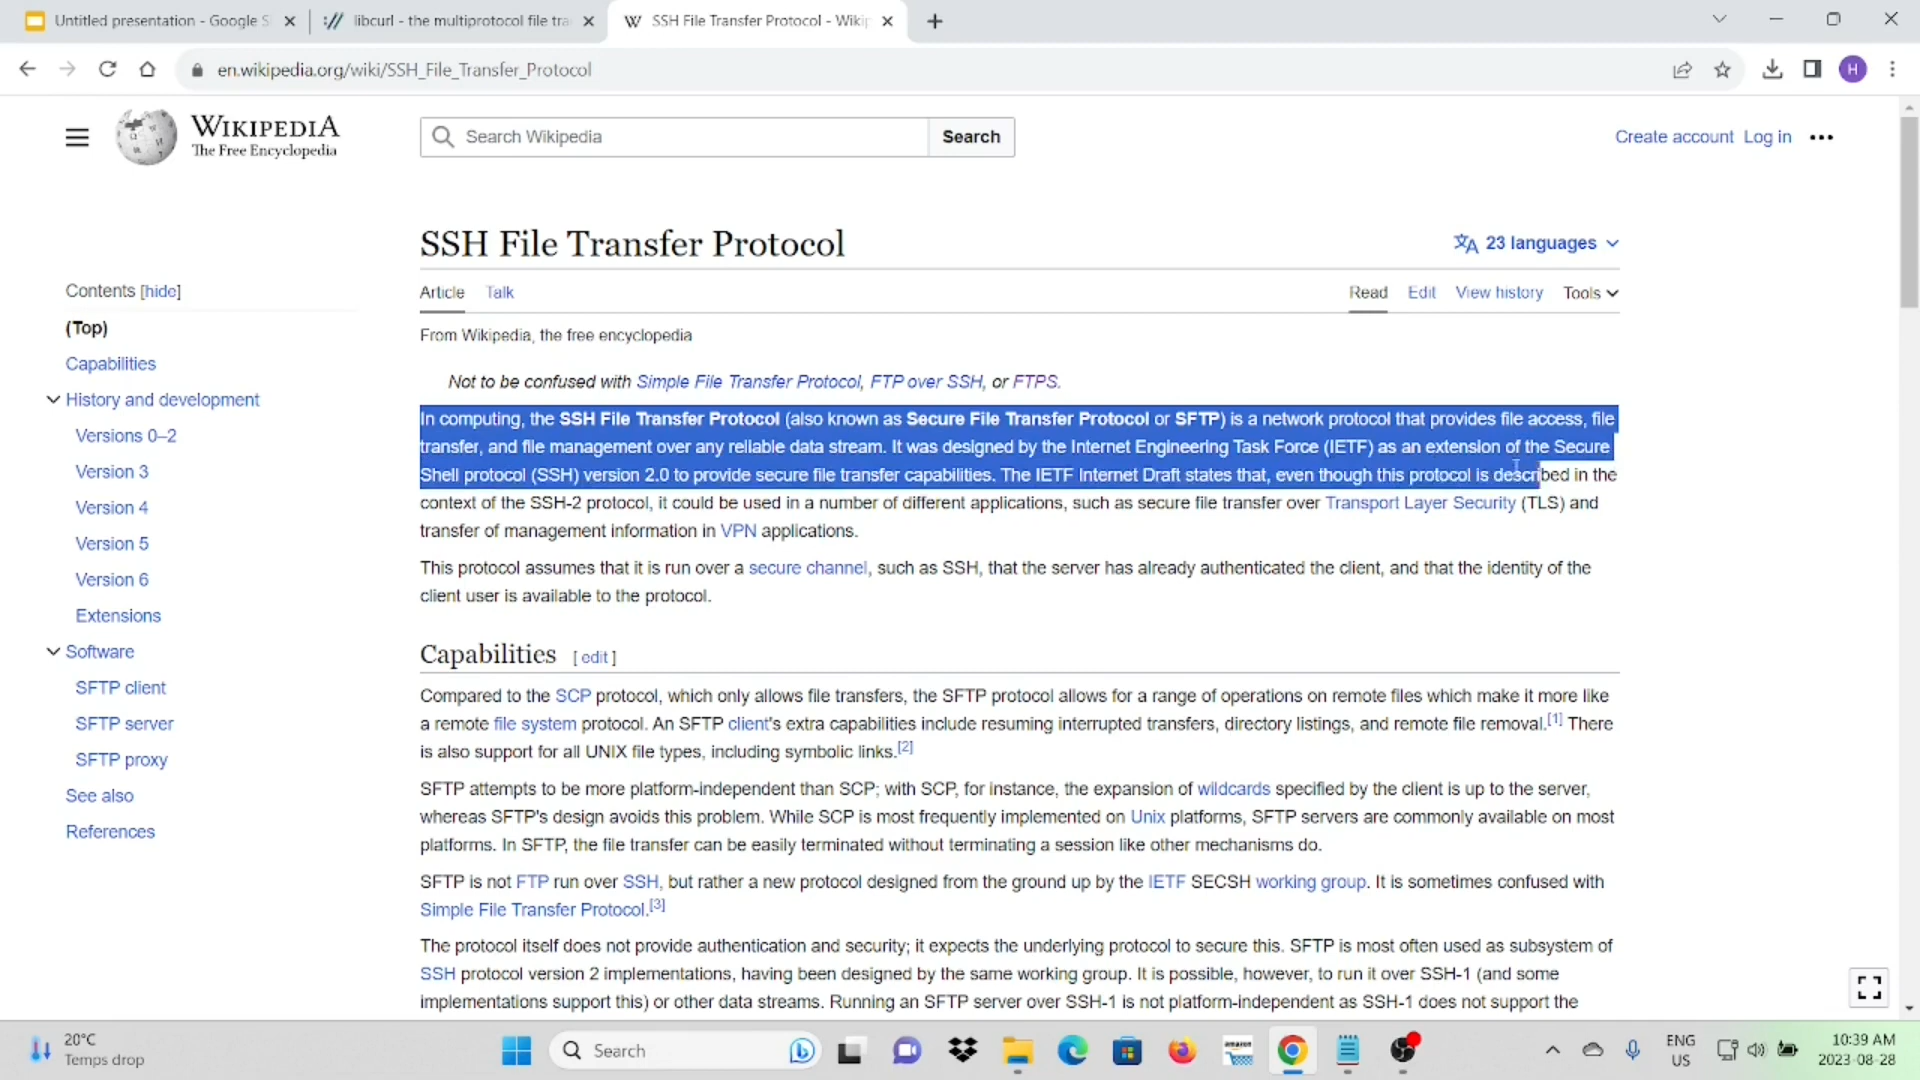 Untitled presentation - Google S
libcurl - the multiprotocol file tra
SSH File Transfer Protocol - Wikip
en.wikipedia.org/wiki/SSH_File_Transfer_Protocol
H
WIKIPEDIA
The Free Encyclopedia
Search Wikipedia
Search
Create account Log in
SSH File Transfer Protocol
23 languages
Contents [hide]
(Top)
Capabilities
History and development
Versions 0–2
Version 3
Version 4
Version 5
Version 6
Extensions
Software
SFTP client
SFTP server
SFTP proxy
See also
References
Article Talk
Read Edit View history Tools
From Wikipedia, the free encyclopedia
Not to be confused with Simple File Transfer Protocol, FTP over SSH, or FTPS.
In computing, the SSH File Transfer Protocol (also known as Secure File Transfer Protocol or SFTP) is a network protocol that provides file access, file
transfer, and file management over any reliable data stream. It was designed by the Internet Engineering Task Force (IETF) as an extension of the Secure
Shell protocol (SSH) version 2.0 to provide secure file transfer capabilities. The IETF Internet Draft states that, even though this protocol is described in the
context of the SSH-2 protocol, it could be used in a number of different applications, such as secure file transfer over Transport Layer Security (TLS) and
transfer of management information in VPN applications.
This protocol assumes that it is run over a secure channel, such as SSH, that the server has already authenticated the client, and that the identity of the
client user is available to the protocol.
Capabilities [ edit ]
Compared to the SCP protocol, which only allows file transfers, the SFTP protocol allows for a range of operations on remote files which make it more like
a remote file system protocol. An SFTP client's extra capabilities include resuming interrupted transfers, directory listings, and remote file removal.[1] There
is also support for all UNIX file types, including symbolic links.[2]
SFTP attempts to be more platform-independent than SCP; with SCP, for instance, the expansion of wildcards specified by the client is up to the server,
whereas SFTP's design avoids this problem. While SCP is most frequently implemented on Unix platforms, SFTP servers are commonly available on most
platforms. In SFTP, the file transfer can be easily terminated without terminating a session like other mechanisms do.
SFTP is not FTP run over SSH, but rather a new protocol designed from the ground up by the IETF SECSH working group. It is sometimes confused with
Simple File Transfer Protocol.[3]
The protocol itself does not provide authentication and security; it expects the underlying protocol to secure this. SFTP is most often used as subsystem of
SSH protocol version 2 implementations, having been designed by the same working group. It is possible, however, to run it over SSH-1 (and some
implementations support this) or other data streams. Running an SFTP server over SSH-1 is not platform-independent as SSH-1 does not support the
20°C
Temps drop
Search
amazon
ENG
US
10:39 AM
2023-08-28